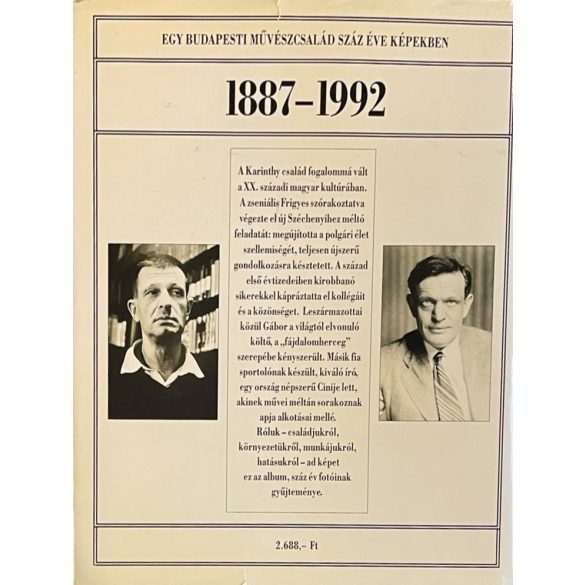 EGY BUDAPESTI MŰVÉSZCSALÁD SZÁZ ÉVE KÉPEKBEN
1887–1992
A Karinthy család fogalommá vált
a XX. századi magyar kultúrában.
A zseniális Frigyes szórakoztatva
végezte el új Széchenyihez méltó
feladatát: megújította a polgári élet
szellemiségét, teljesen újszerű
gondolkozásra késztetett. A század
első évtizedeiben kirobbanó
sikerekkel kápráztatta el kollégáit
és a közönséget. Leszármazottai
közül Gábor a világtól elvonuló
költő, a „fájdalomherceg”
szerepébe kényszerült. Másik fia
sportolónak készült, kiváló író,
egy ország népszerű Cinije lett,
akinek művei méltán sorakoznak
apja alkotásai mellé.
Róluk – családjukról,
környezetükről, munkájukról,
hatásukról – ad képet
ez az album, száz év fotóinak
gyűjteménye.
2.688,– Ft